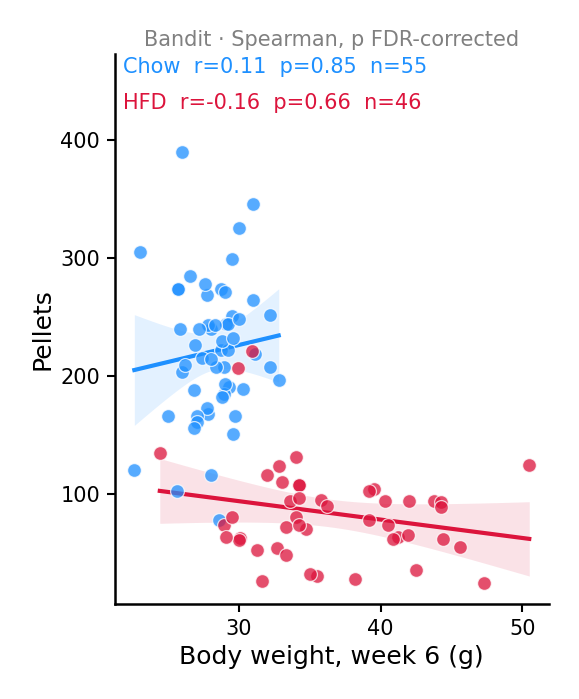 Bandit · Spearman, p FDR-corrected
Chow r=0.11 p=0.85 n=55
HFD r=-0.16 p=0.66 n=46
400
300
200
100
Pellets
30 40 50
Body weight, week 6 (g)